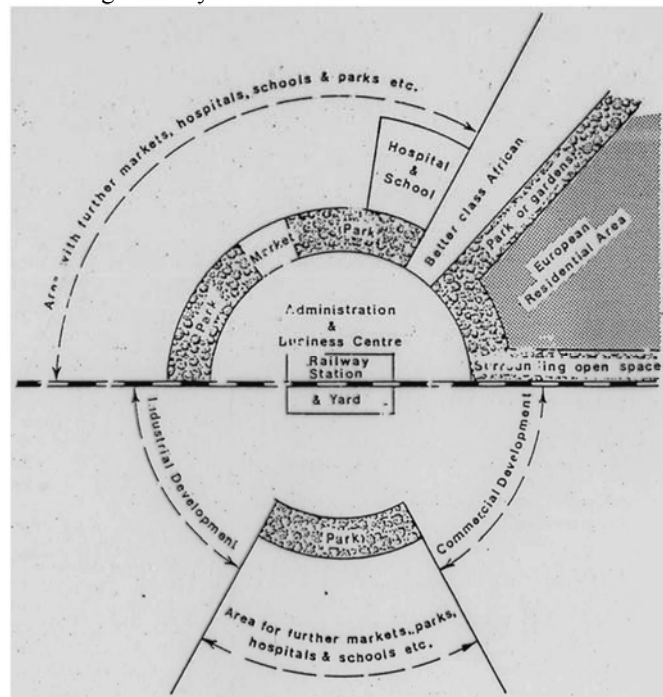 Area with further markets, hospitals, schools & parks etc.
Hospital
&
School
Better class African
Park or gardens
European
Residential Area
Park
Market
Park
Administration
&
Business Centre
Railway
Station
& Yard
Surrounding open space
Industrial Development
Commercial Development
Park
Area for further markets, parks,
hospitals & schools etc.